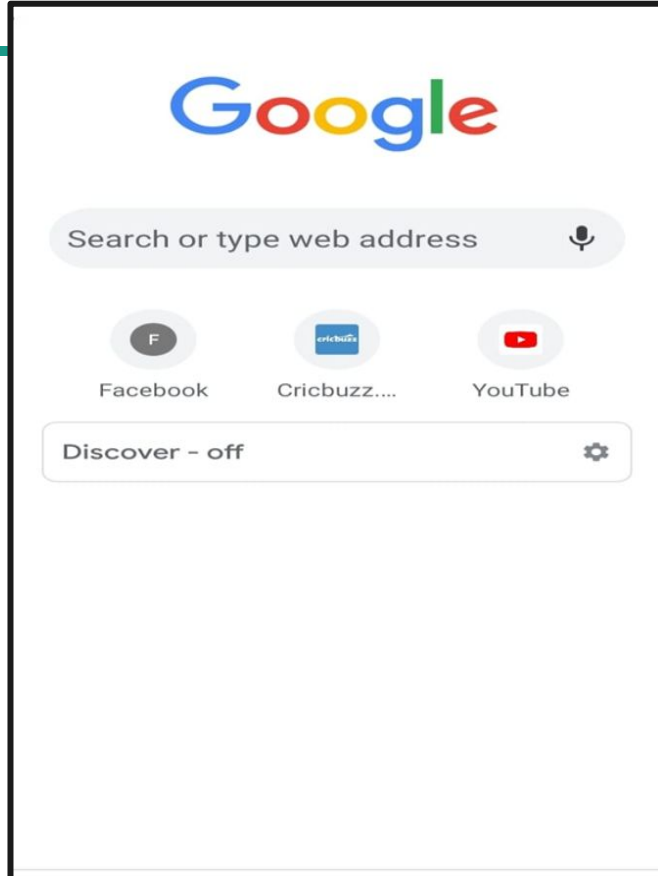 Google
Search or type web address
F
cricbuzz
Facebook
Cricbuzz....
YouTube
Discover - off